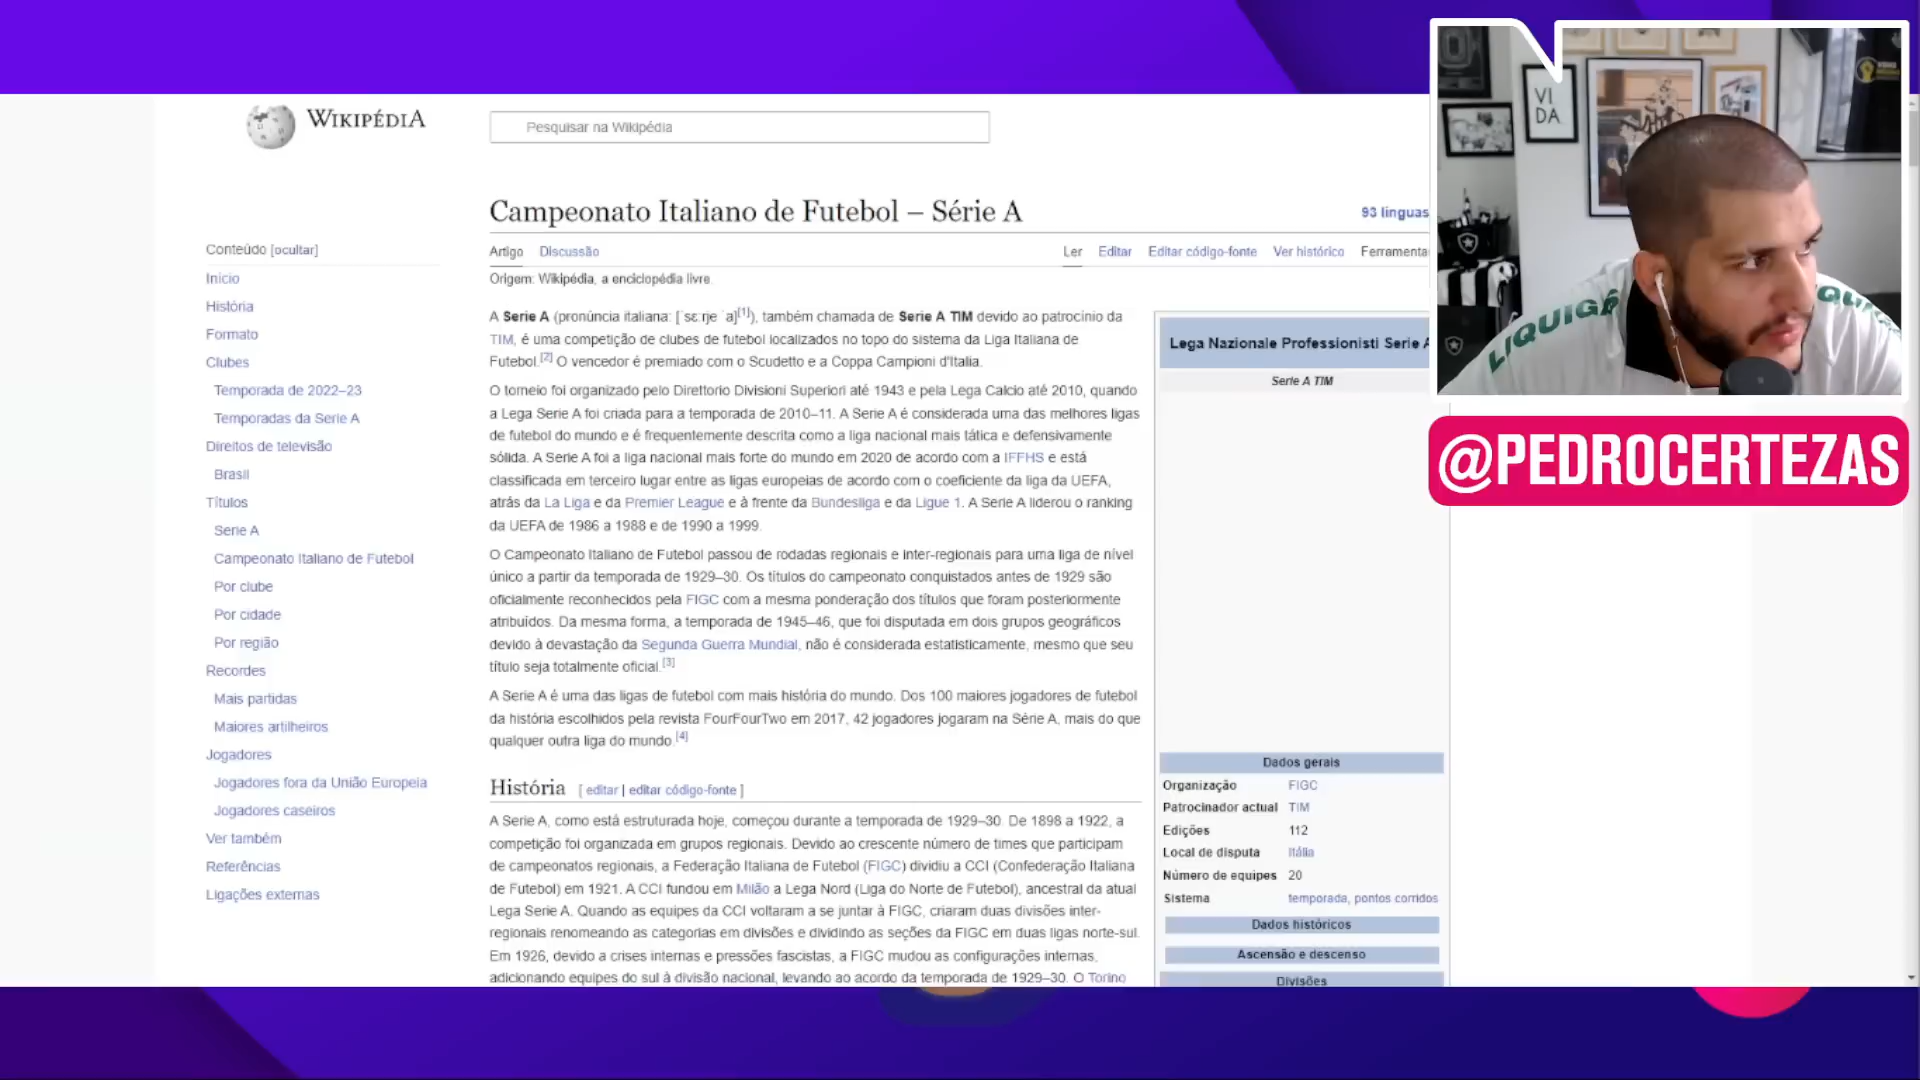 WIKIPÉDIA
Pesquisar na Wikipédia
Campeonato Italiano de Futebol – Série A
93 línguas
Artigo Discussão Ler Editar Editar código-fonte Ver histórico Ferramenta
Origem: Wikipédia, a enciclopédia livre.
Conteúdo [ocultar]
Início
História
Formato
Clubes
Temporada de 2022–23
Temporadas da Serie A
Direitos de televisão
Brasil
Títulos
Serie A
Campeonato Italiano de Futebol
Por clube
Por cidade
Por região
Recordes
Mais partidas
Maiores artilheiros
Jogadores
Jogadores fora da União Europeia
Jogadores caseiros
Ver também
Referências
Ligações externas
A Serie A (pronúncia italiana: [ˈsɛːrje ˈa][1]), também chamada de Serie A TIM devido ao patrocínio da
TIM, é uma competição de clubes de futebol localizados no topo do sistema da Liga Italiana de
Futebol.[2] O vencedor é premiado com o Scudetto e a Coppa Campioni d'Italia.
O torneio foi organizado pelo Direttorio Divisioni Superiori até 1943 e pela Lega Calcio até 2010, quando
a Lega Serie A foi criada para a temporada de 2010–11. A Serie A é considerada uma das melhores ligas
de futebol do mundo e é frequentemente descrita como a liga nacional mais tática e defensivamente
sólida. A Serie A foi a liga nacional mais forte do mundo em 2020 de acordo com a IFFHS e está
classificada em terceiro lugar entre as ligas europeias de acordo com o coeficiente da liga da UEFA,
atrás da La Liga e da Premier League e à frente da Bundesliga e da Ligue 1. A Serie A liderou o ranking
da UEFA de 1986 a 1988 e de 1990 a 1999.
O Campeonato Italiano de Futebol passou de rodadas regionais e inter-regionais para uma liga de nível
único a partir da temporada de 1929–30. Os títulos do campeonato conquistados antes de 1929 são
oficialmente reconhecidos pela FIGC com a mesma ponderação dos títulos que foram posteriormente
atribuídos. Da mesma forma, a temporada de 1945–46, que foi disputada em dois grupos geográficos
devido à devastação da Segunda Guerra Mundial, não é considerada estatisticamente, mesmo que seu
título seja totalmente oficial.[3]
A Serie A é uma das ligas de futebol com mais história do mundo. Dos 100 maiores jogadores de futebol
da história escolhidos pela revista FourFourTwo em 2017, 42 jogadores jogaram na Série A, mais do que
qualquer outra liga do mundo.[4]
História [ editar | editar código-fonte ]
A Serie A, como está estruturada hoje, começou durante a temporada de 1929–30. De 1898 a 1922, a
competição foi organizada em grupos regionais. Devido ao crescente número de times que participam
de campeonatos regionais, a Federação Italiana de Futebol (FIGC) dividiu a CCI (Confederação Italiana
de Futebol) em 1921. A CCI fundou em Milão a Lega Nord (Liga do Norte de Futebol), ancestral da atual
Lega Serie A. Quando as equipes da CCI voltaram a se juntar à FIGC, criaram duas divisões inter-
regionais renomeando as categorias em divisões e dividindo as seções da FIGC em duas ligas norte-sul.
Em 1926, devido a crises internas e pressões fascistas, a FIGC mudou as configurações internas,
adicionando equipes do sul à divisão nacional, levando ao acordo da temporada de 1929–30. O Torino
Lega Nazionale Professionisti Serie A
Serie A TIM
Dados gerais
Organização FIGC
Patrocinador actual TIM
Edições 112
Local de disputa Itália
Número de equipes 20
Sistema temporada, pontos corridos
Dados históricos
Ascensão e descenso
Divisões
VI
DA
LIQUIGÁS
LIQUI
@PEDROCERTEZAS